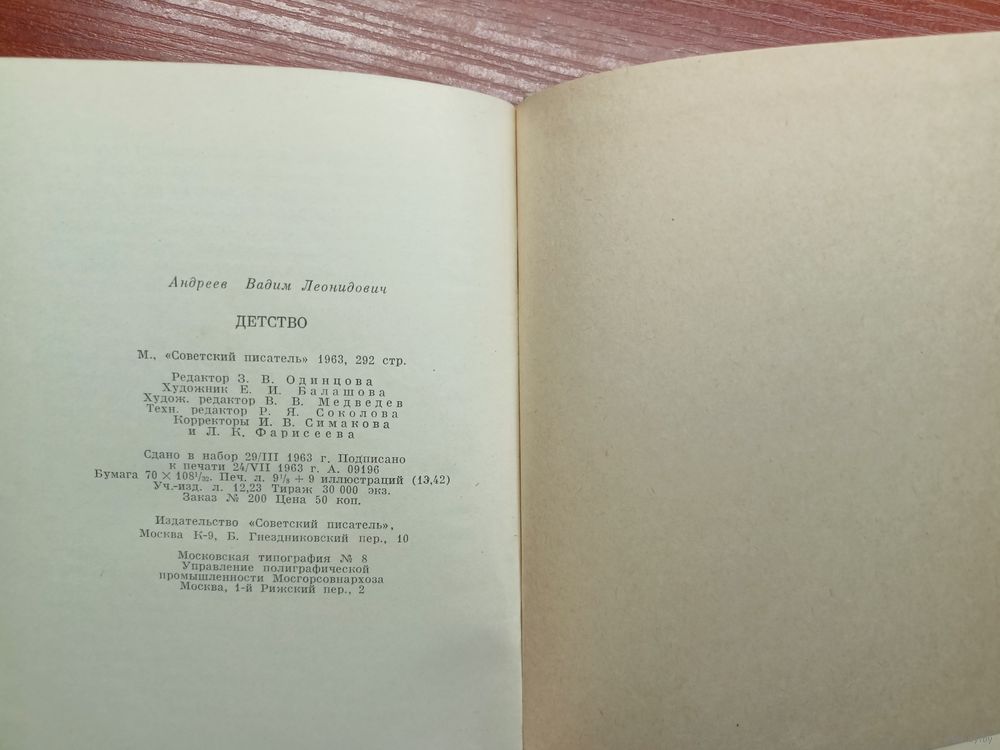 Андреев Вадим Леонидович
ДЕТСТВО
М., «Советский писатель» 1963, 292 стр.
Редактор З. В. Одинцова
Художник Е. И. Балашова
Худож. редактор В. В. Медведев
Техн. редактор Р. Я. Соколова
Корректоры И. В. Симакова
и Л. К. Фарисеева
Сдано в набор 29/III 1963 г. Подписано
к печати 24/VII 1963 г. А. 09196
Бумага 70 × 108¹/₃₂. Печ. л. 9¹/₈ + 9 иллюстраций (13,42)
Уч.-изд. л. 12,23 Тираж 30 000 экз.
Заказ № 200 Цена 50 коп.
Издательство «Советский писатель»,
Москва К-9, Б. Гнездниковский пер., 10
Московская типография № 8
Управление полиграфической
промышленности Мосгорсовнархоза
Москва, 1-й Рижский пер., 2